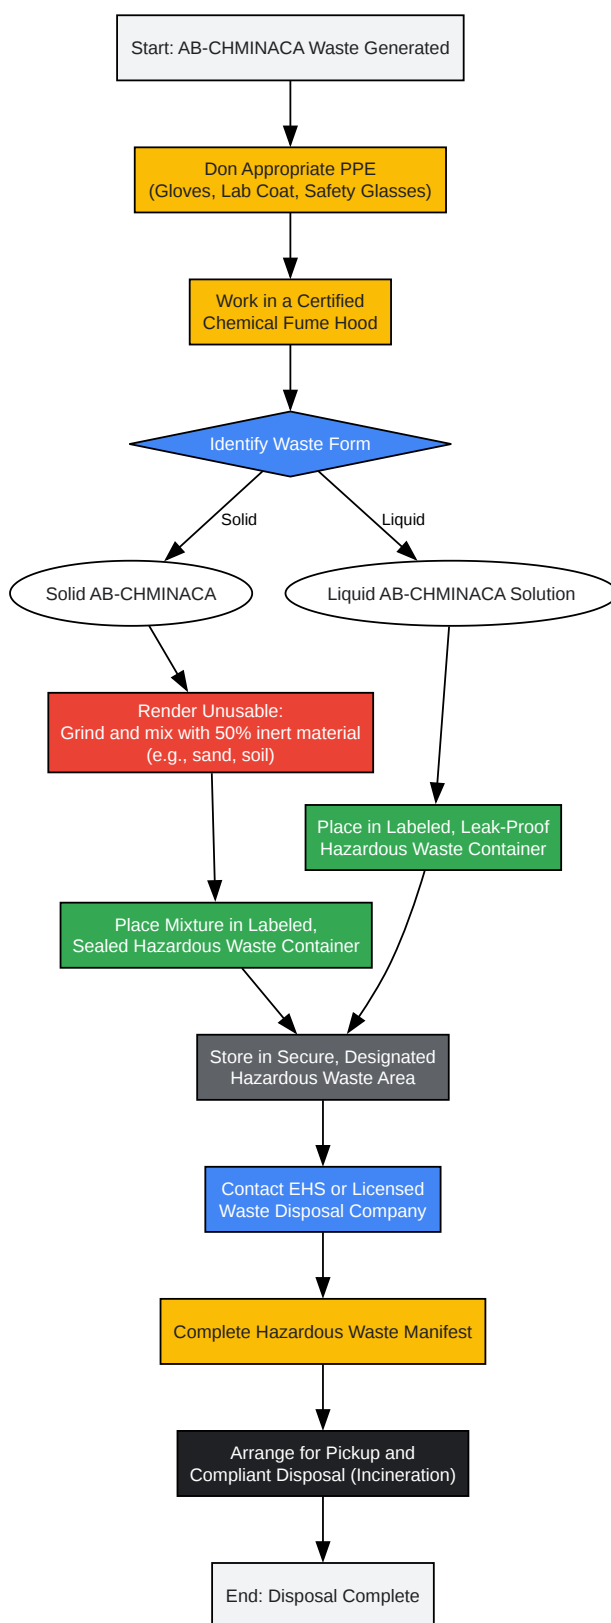 Start: AB-CHMINACA Waste Generated
Don Appropriate PPE
(Gloves, Lab Coat, Safety Glasses)
Work in a Certified
Chemical Fume Hood
Identify Waste Form
Solid
Liquid
Solid AB-CHMINACA
Liquid AB-CHMINACA Solution
Render Unusable:
Grind and mix with 50% inert material
(e.g., sand, soil)
Place in Labeled, Leak-Proof
Hazardous Waste Container
Place Mixture in Labeled,
Sealed Hazardous Waste Container
Store in Secure, Designated
Hazardous Waste Area
Contact EHS or Licensed
Waste Disposal Company
Complete Hazardous Waste Manifest
Arrange for Pickup and
Compliant Disposal (Incineration)
End: Disposal Complete